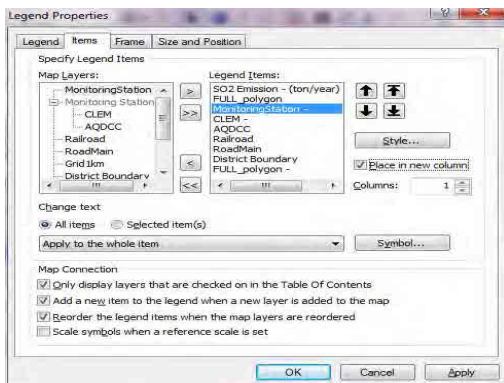 Legend Properties
Legend Items Frame Size and Position
Specify Legend Items
Map Layers: Legend Items:
MonitoringStation
Monitoring Station
CLEM
AQDCC
Railroad
RoadMain
Grid1km
District Boundary
> 
>>
<
<<
SO2 Emission - (ton/year)
FULL_polygon
MonitoringStation -
CLEM -
AQDCC
Railroad
RoadMain
District Boundary
FULL_polygon -
Style...
Place in new column
Columns: 1
Change text
All items Selected item(s)
Apply to the whole item Symbol...
Map Connection
Only display layers that are checked on in the Table Of Contents
Add a new item to the legend when a new layer is added to the map
Reorder the legend items when the map layers are reordered
Scale symbols when a reference scale is set
OK Cancel Apply